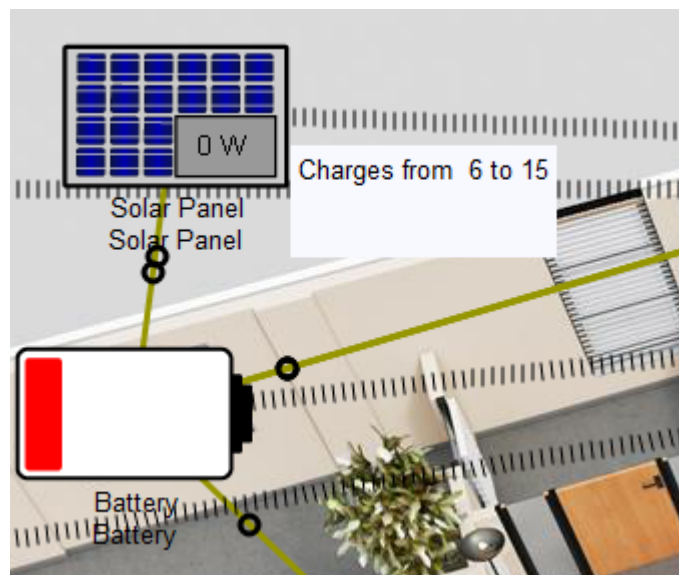 0 W
Charges from  6 to 15
Solar Panel
Solar Panel
Battery
Battery